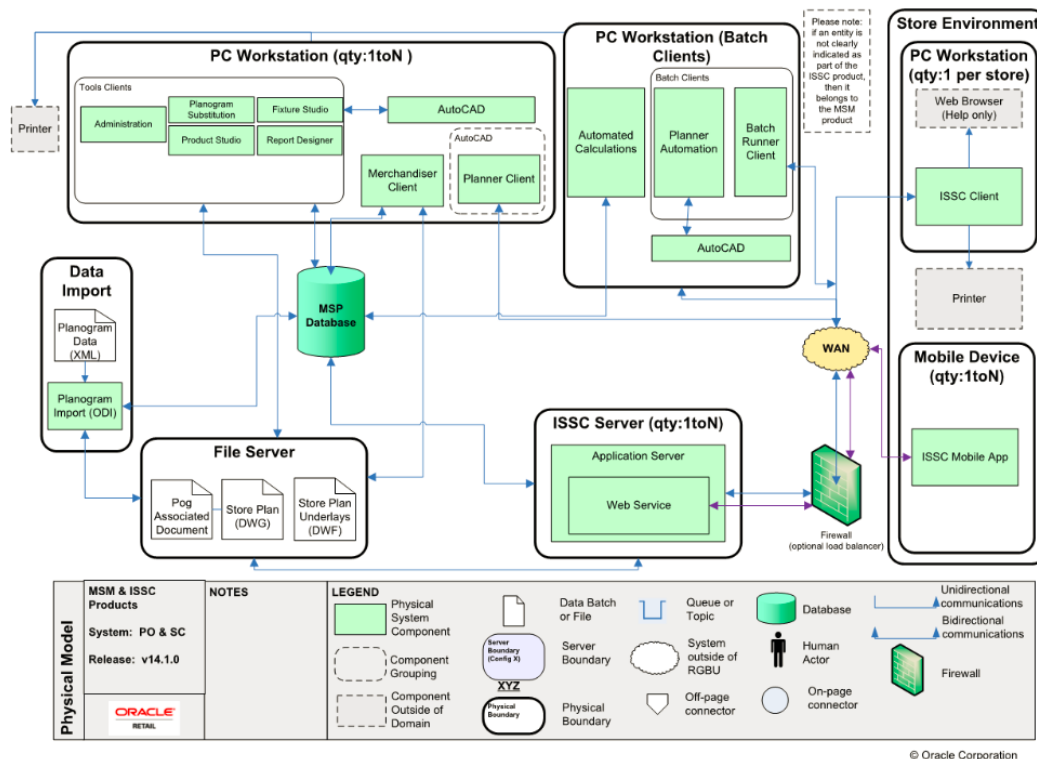 Printer
PC Workstation (qty:1toN )
Tools Clients
Administration
Planogram
Substitution
Fixture Studio
Product Studio
Report Designer
AutoCAD
Merchandiser
Client
AutoCAD
Planner Client
PC Workstation (Batch
Clients)
Batch Clients
Automated
Calculations
Planner
Automation
Batch
Runner
Client
AutoCAD
Please note:
if an entity is
not clearly
indicated as
part of the
ISSC product,
then it
belongs to
the MSM
product
Store Environment
PC Workstation
(qty:1 per store)
Web Browser
(Help only)
ISSC Client
Printer
Mobile Device
(qty:1toN)
ISSC Mobile App
Data
Import
Planogram
Data
(XML)
Planogram
Import (ODI)
MSP
Database
WAN
File Server
Pog
Associated
Document
Store Plan
(DWG)
Store Plan
Underlays
(DWF)
ISSC Server (qty:1toN)
Application Server
Web Service
Firewall
(optional load balancer)
Physical Model
MSM & ISSC
Products
System: PO & SC
Release: v14.1.0
ORACLE
RETAIL
NOTES
LEGEND
Physical
System
Component
Component
Grouping
Component
Outside of
Domain
Data Batch
or File
Server
Boundary
(Config X)
XYZ
Server
Boundary
Physical
Boundary
Physical
Boundary
Queue or
Topic
System
outside of
RGBU
Off-page
connector
Database
Human
Actor
On-page
connector
Unidirectional
communications
Bidirectional
communications
Firewall
© Oracle Corporation